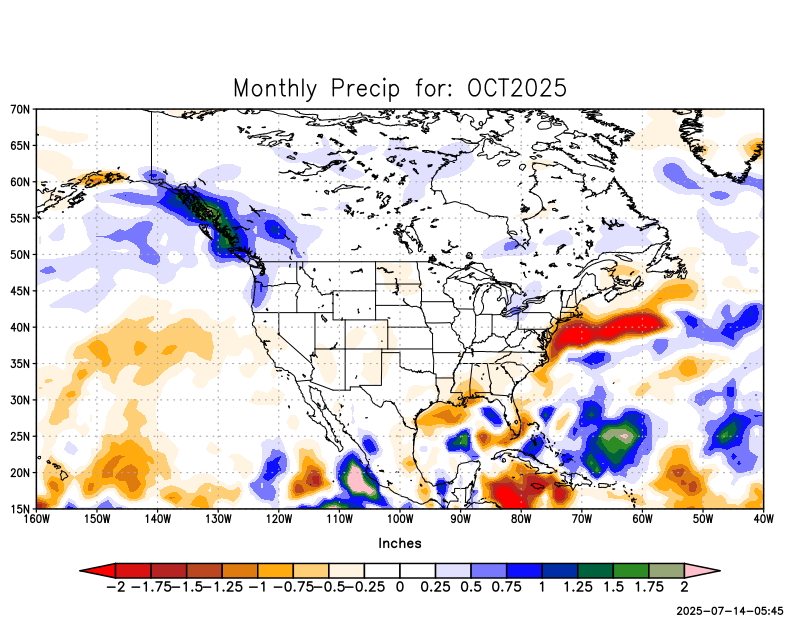 Monthly Precip for: OCT2025
70N
65N
60N
55N
50N
45N
40N
35N
30N
25N
20N
15N
160W 150W 140W 130W 120W 110W 100W 90W 80W 70W 60W 50W 40W
Inches
-2 -1.75 -1.5 -1.25 -1 -0.75 -0.5 -0.25 0 0.25 0.5 0.75 1 1.25 1.5 1.75 2
2025-07-14-05:45